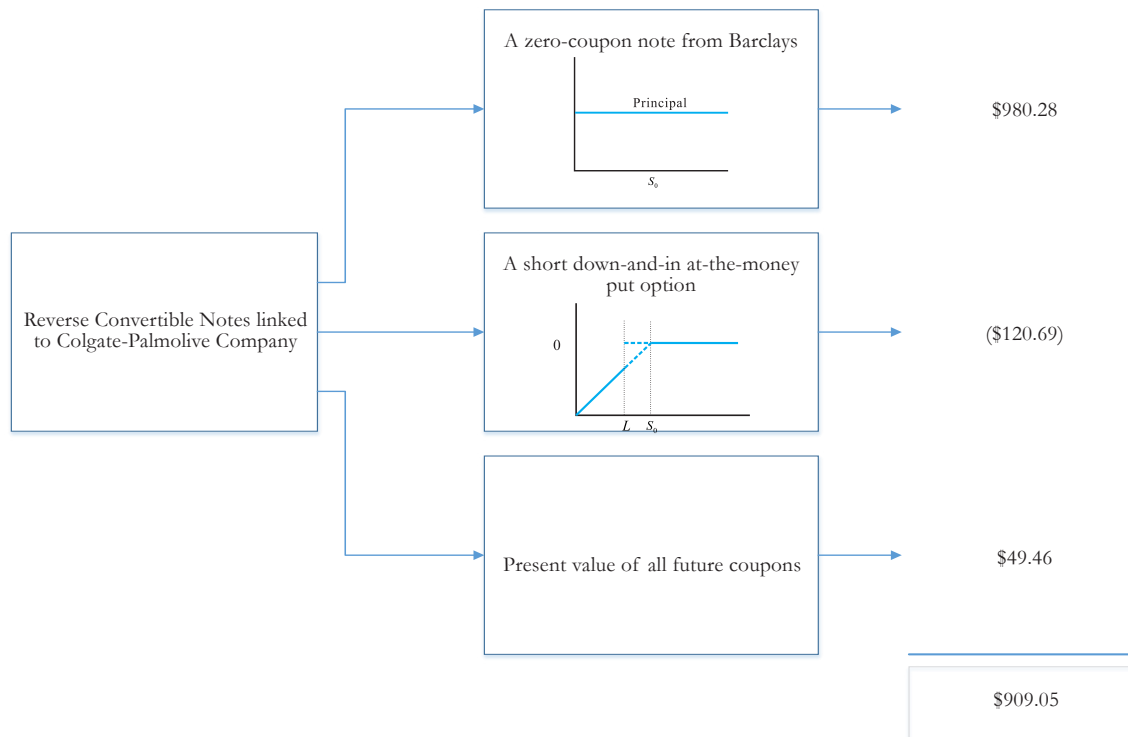 A zero-coupon note from Barclays
Principal
S₀
$980.28
Reverse Convertible Notes linked
to Colgate-Palmolive Company
A short down-and-in at-the-money
put option
0
L S₀
($120.69)
Present value of all future coupons
$49.46
$909.05